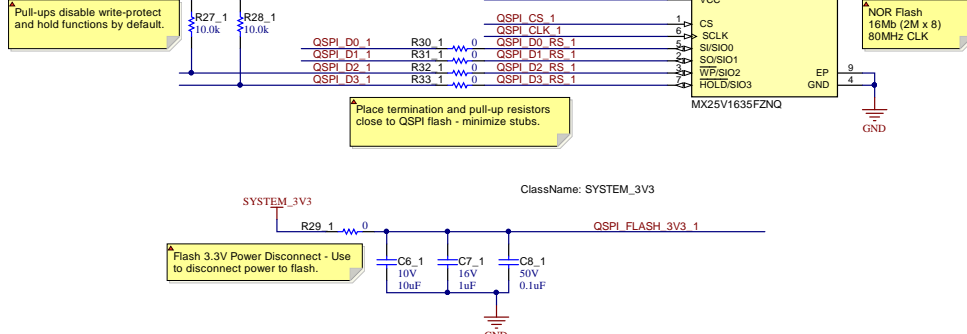 VCC
Pull-ups disable write-protect
and hold functions by default.
R27_1
10.0k
R28_1
10.0k
NOR Flash
16Mb (2M x 8)
80MHz CLK
QSPI_CS_1
1
CS
QSPI_CLK_1
6
SCLK
QSPI_D0_1
R30_1
0
QSPI_D0_RS_1
5
SI/SIO0
QSPI_D1_1
R31_1
0
QSPI_D1_RS_1
2
SO/SIO1
QSPI_D2_1
R32_1
0
QSPI_D2_RS_1
3
WP/SIO2
EP
9
QSPI_D3_1
R33_1
0
QSPI_D3_RS_1
7
HOLD/SIO3
GND
4
MX25V1635FZNQ
GND
Place termination and pull-up resistors
close to QSPI flash - minimize stubs.
ClassName: SYSTEM_3V3
SYSTEM_3V3
R29_1
0
QSPI_FLASH_3V3_1
Flash 3.3V Power Disconnect - Use
to disconnect power to flash.
C6_1
10V
10uF
C7_1
16V
1uF
C8_1
50V
0.1uF
GND